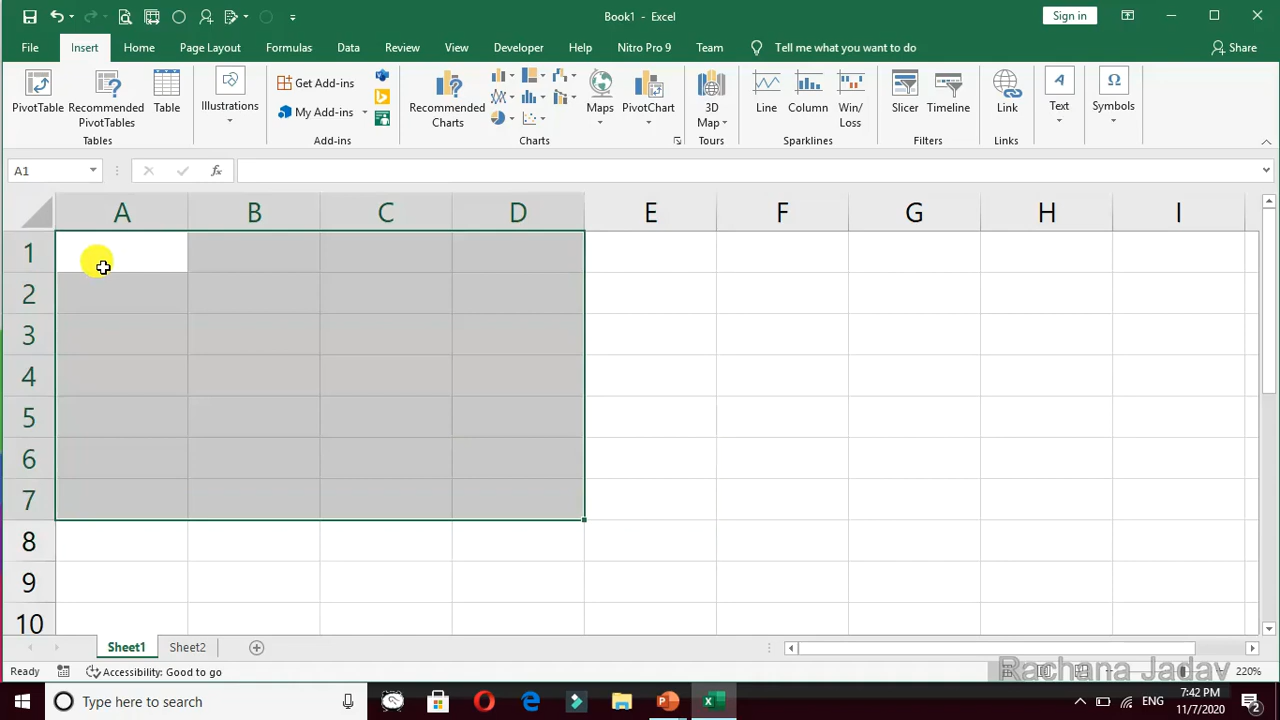 Book1 - Excel
Sign in
File Insert Home Page Layout Formulas Data Review View Developer Help Nitro Pro 9 Team Tell me what you want to do Share
PivotTable Recommended PivotTables Table Illustrations Get Add-ins My Add-ins Recommended Charts Maps PivotChart 3D Map Line Column Win/Loss Slicer Timeline Link Text Symbols
Tables Add-ins Charts Tours Sparklines Filters Links
A1 fx
A B C D E F G H I
1
2
3
4
5
6
7
8
9
10
Sheet1 Sheet2
Ready Accessibility: Good to go 220%
Rachana Jadav
Type here to search ENG 7:42 PM
11/7/2020 2